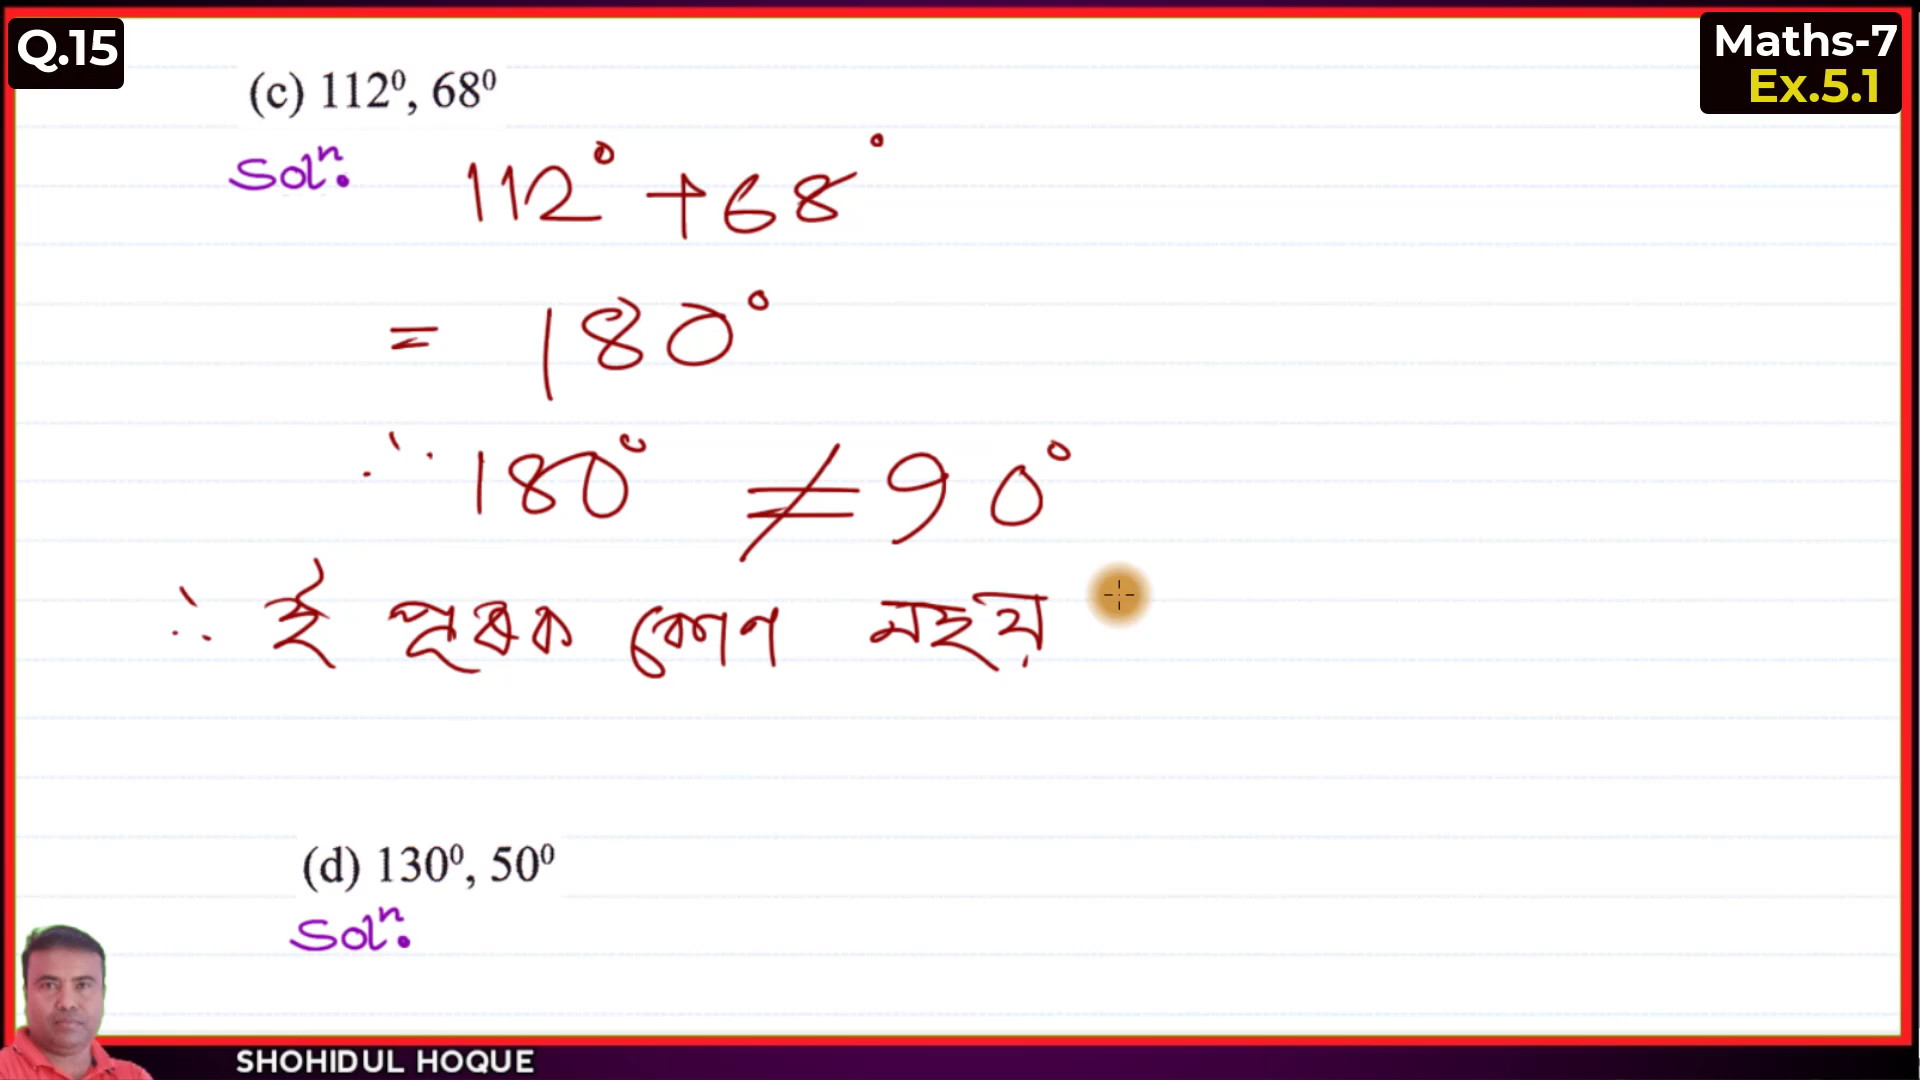 Q.15
Maths-7
Ex.5.1
(c) 112⁰, 68⁰
Solⁿ.
112° + 68°
= 180°
∴ 180° ≠ 90°
∴ ই পূৰক কোণ নহয়
(d) 130⁰, 50⁰
Solⁿ.
SHOHIDUL HOQUE